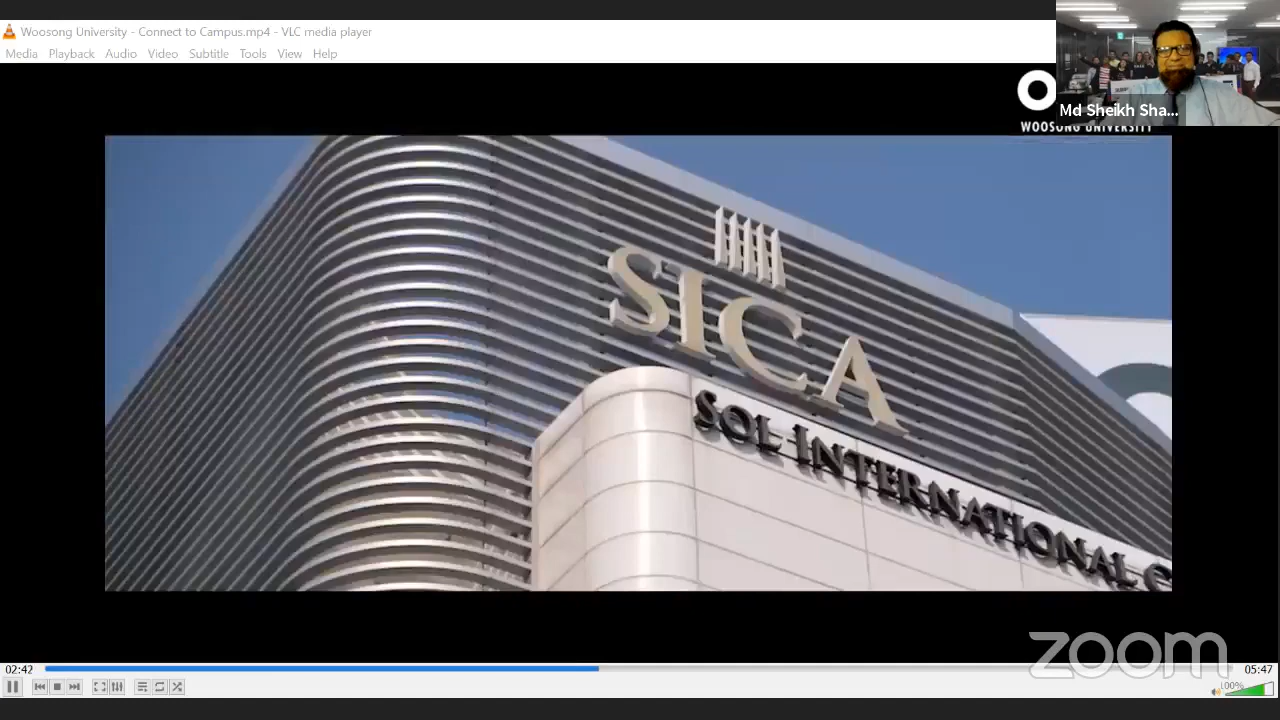 Woosong University - Connect to Campus.mp4 - VLC media player
Media Playback Audio Video Subtitle Tools View Help
Md Sheikh Sha...
WOOSONG UNIVERSITY
SICA
SOL INTERNATIONAL C
zoom
02:42
05:47
100%